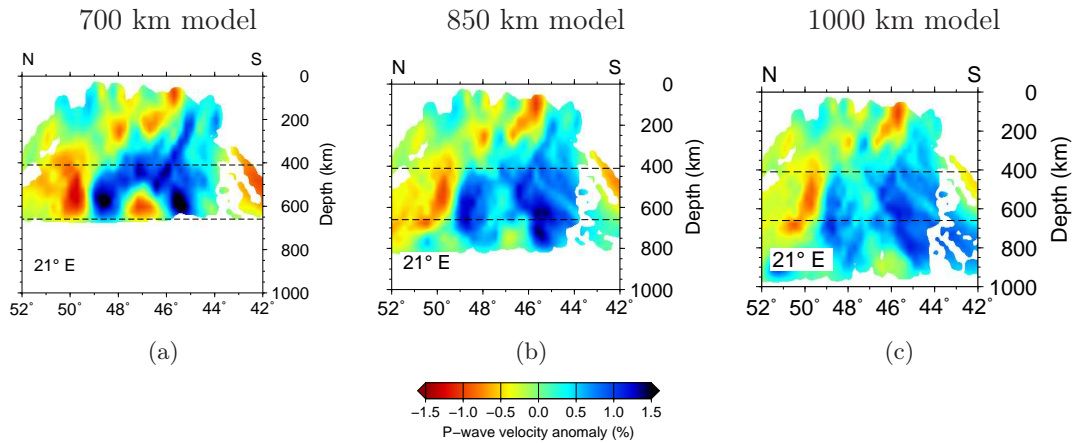 700 km model
850 km model
1000 km model
N S
0
200
400
600
800
1000
Depth (km)
21° E
52 50 48 46 44 42°
(a)
N S
0
200
400
600
800
1000
Depth (km)
21° E
52 50 48 46 44 42°
(b)
N S
0
200
400
600
800
1000
Depth (km)
21° E
52 50 48 46 44 42°
(c)
−1.5 −1.0 −0.5 0.0 0.5 1.0 1.5
P−wave velocity anomaly (%)